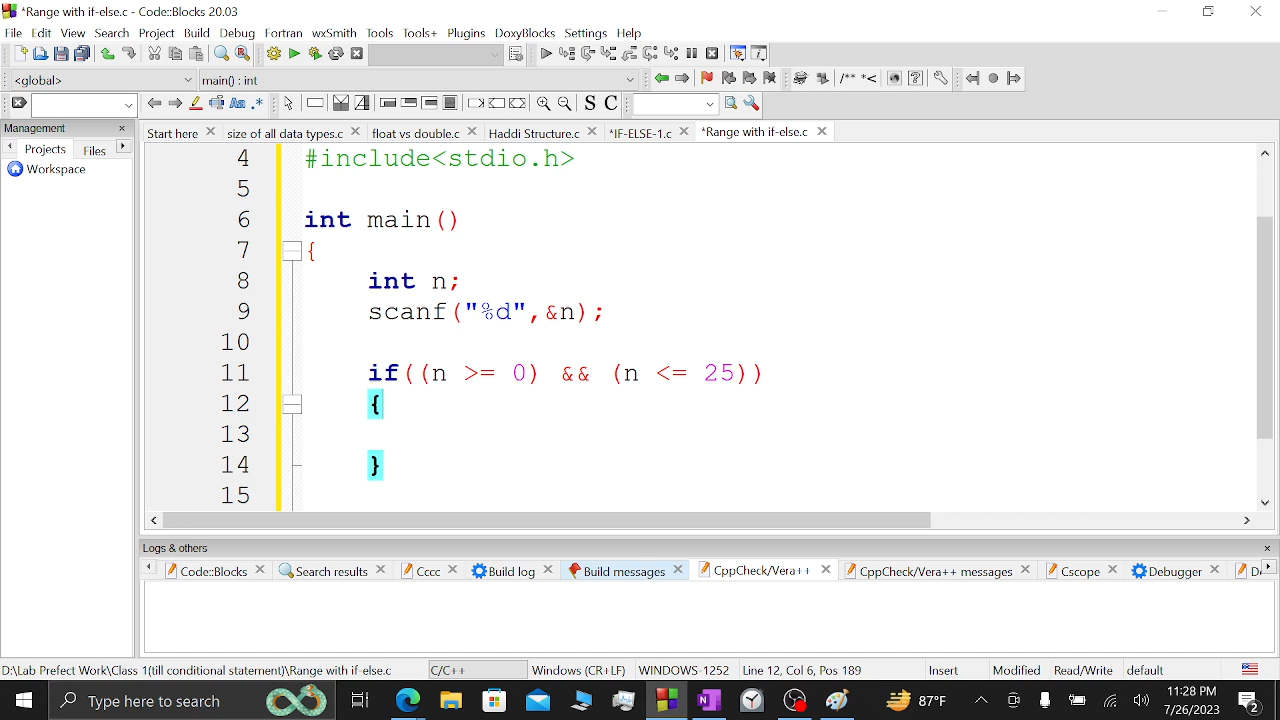 *Range with if-else.c - Code::Blocks 20.03
File Edit View Search Project Build Debug Fortran wxSmith Tools Tools+ Plugins DoxyBlocks Settings Help
<global> main() : int
/** *<
Aa .* S C
Management
Projects Files
Workspace
Start here size of all data types.c float vs double.c Haddi Structure.c *IF-ELSE-1.c *Range with if-else.c
4 #include<stdio.h>
5
6 int main()
7 {
8 int n;
9 scanf("%d",&n);
10
11 if((n >= 0) && (n <= 25))
12 {
13
14 }
15
Logs & others
Code::Blocks Search results Cccc Build log Build messages CppCheck/Vera++ CppCheck/Vera++ messages Cscope Debugger
D:\Lab Prefect Work\Class 1(till conditional statement)\Range with if-else.c C/C++ Windows (CR+LF) WINDOWS-1252 Line 12, Col 6, Pos 189 Insert Modified Read/Write default
Type here to search 87°F 11:28 PM
7/26/2023 2